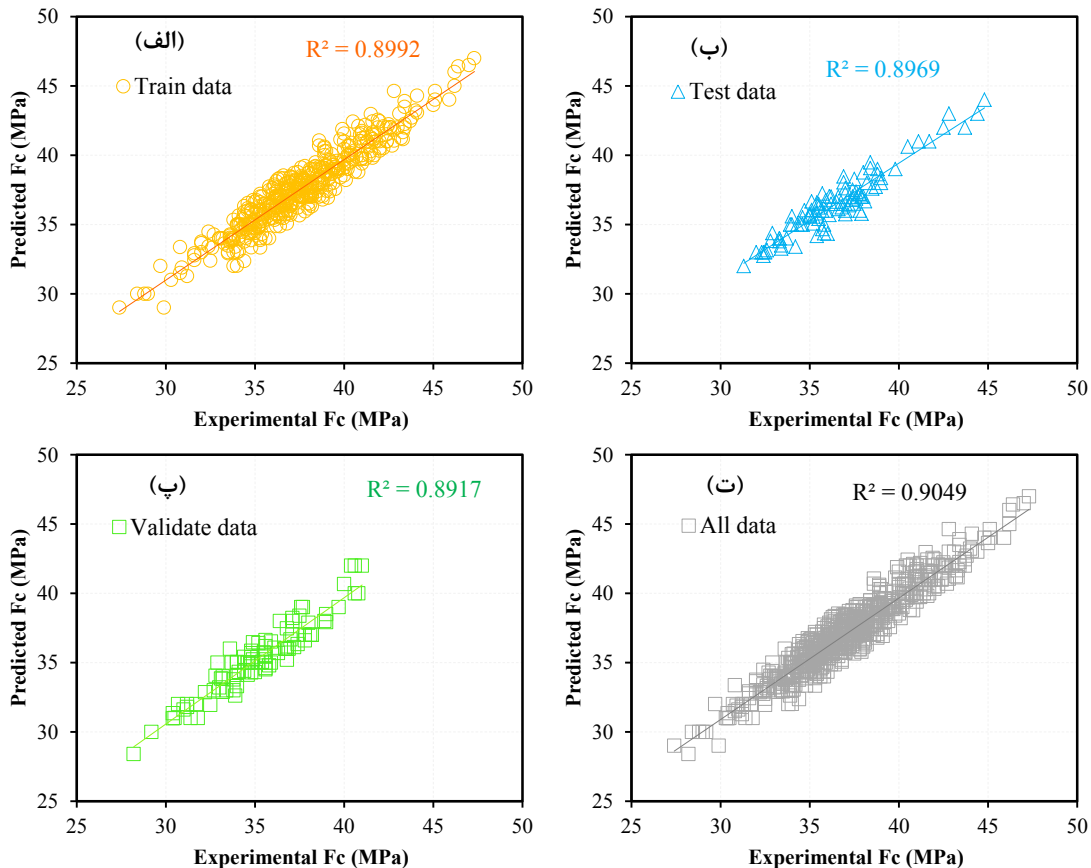 50
45
40
35
30
25
Predicted Fc (MPa)
(الف)
R² = 0.8992
Train data
25 30 35 40 45 50
Experimental Fc (MPa)
50
45
40
35
30
25
Predicted Fc (MPa)
(ب)
R² = 0.8969
Test data
25 30 35 40 45 50
Experimental Fc (MPa)
50
45
40
35
30
25
Predicted Fc (MPa)
(پ)
R² = 0.8917
Validate data
25 30 35 40 45 50
Experimental Fc (MPa)
50
45
40
35
30
25
Predicted Fc (MPa)
(ت)
R² = 0.9049
All data
25 30 35 40 45 50
Experimental Fc (MPa)